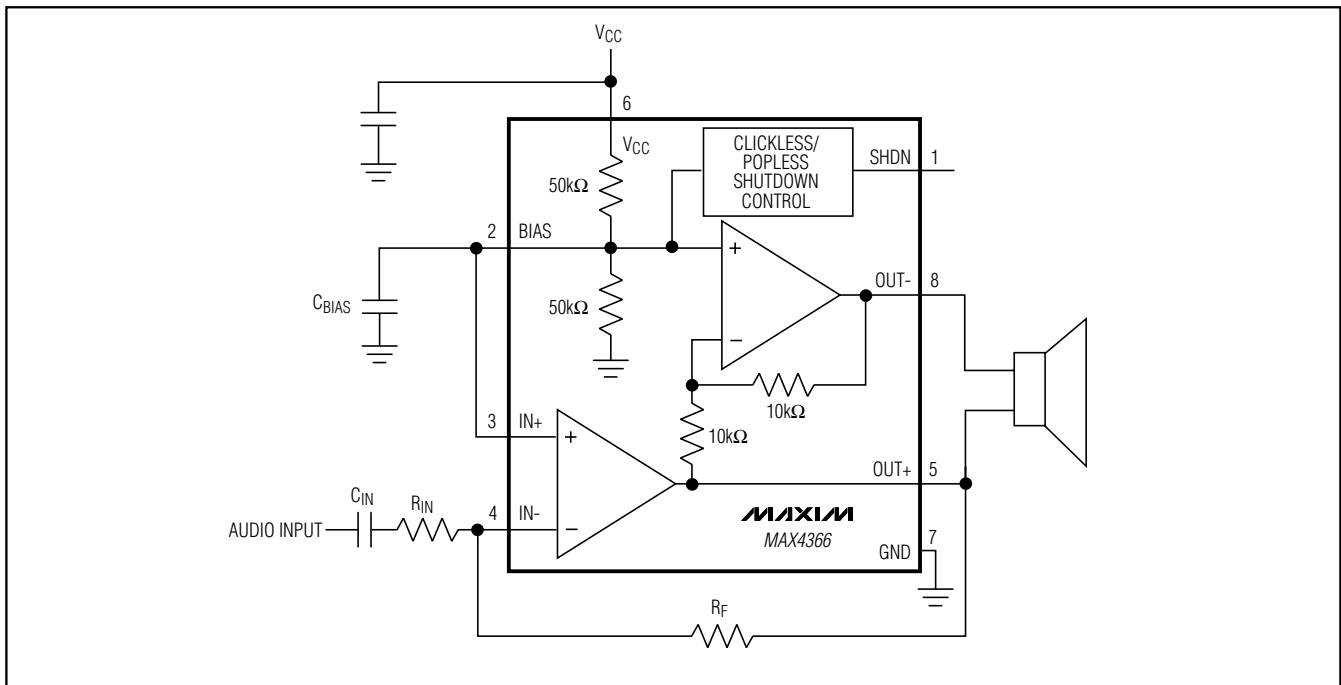 VCC
6
VCC
CLICKLESS/
POPLESS
SHUTDOWN
CONTROL
SHDN
1
50kΩ
2
BIAS
+
OUT-
8
CBIAS
50kΩ
−
10kΩ
10kΩ
3
IN+
+
OUT+
5
CIN
RIN
AUDIO INPUT
4
IN-
−
MAXIM
MAX4366
7
GND
RF